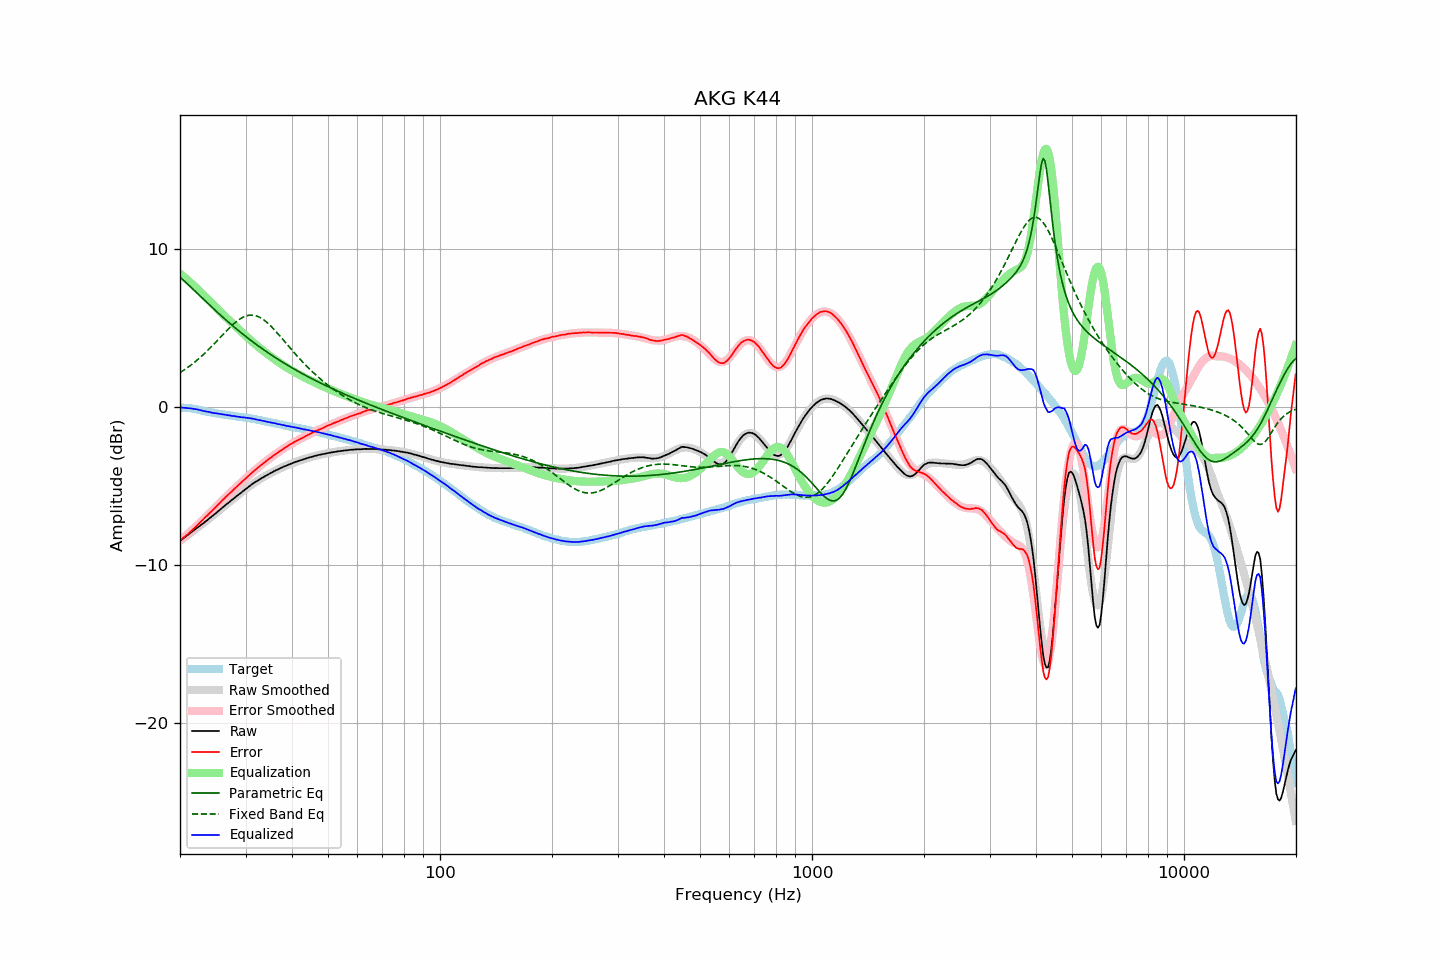 AKG K44
Amplitude (dBr)
10
0
−10
−20
Target
Raw Smoothed
Error Smoothed
Raw
Error
Equalization
Parametric Eq
Fixed Band Eq
Equalized
100
1000
10000
Frequency (Hz)